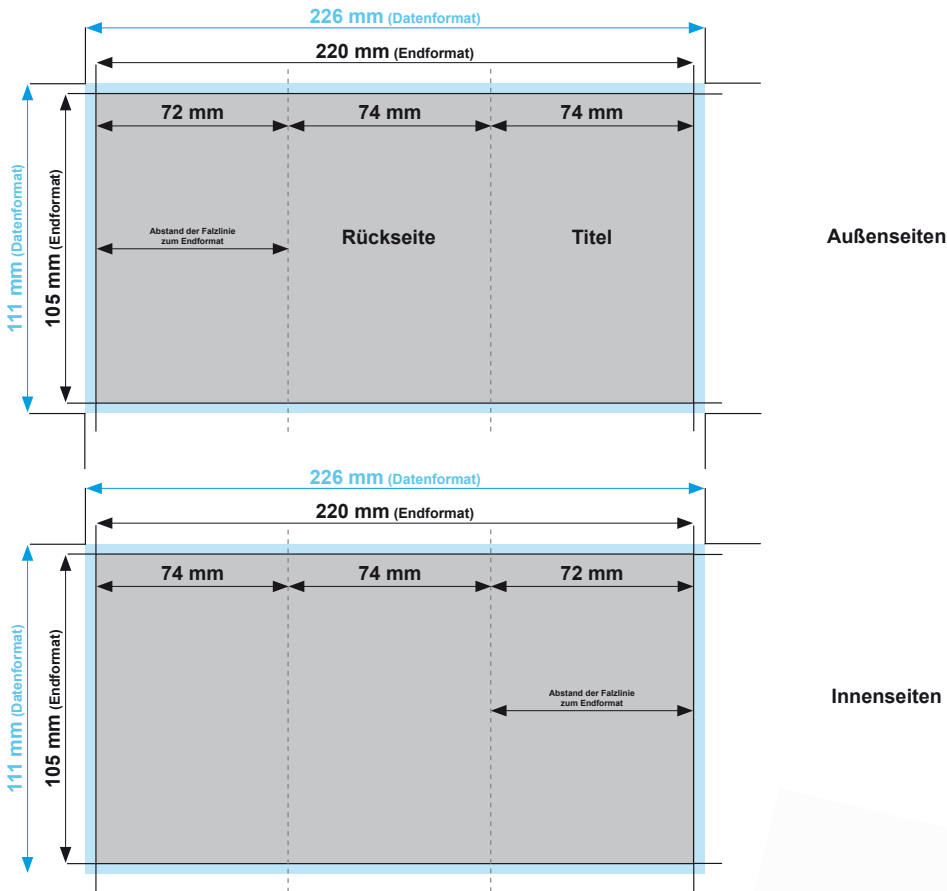 226 mm (Datenformat)
220 mm (Endformat)
72 mm
74 mm
74 mm
111 mm (Datenformat)
105 mm (Endformat)
Abstand der Falzlinie
zum Endformat
Rückseite
Titel
Außenseiten
226 mm (Datenformat)
220 mm (Endformat)
74 mm
74 mm
72 mm
111 mm (Datenformat)
105 mm (Endformat)
Abstand der Falzlinie
zum Endformat
Innenseiten